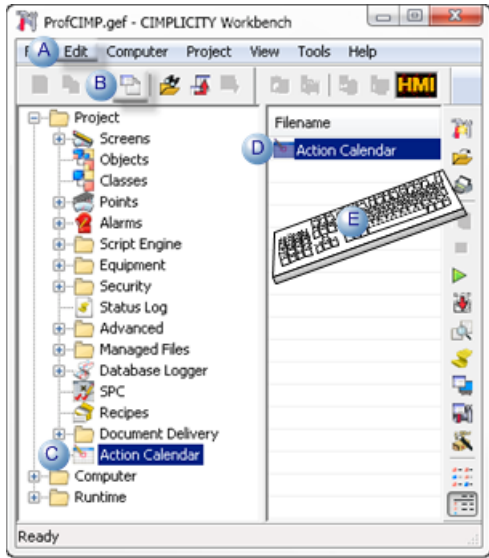 ProfCIMP.gef - CIMPLICITY Workbench
F A Edit Computer Project View Tools Help
B HMI
Project
Screens
Objects
Classes
Points
Alarms
Script Engine
Equipment
Security
Status Log
Advanced
Managed Files
Database Logger
SPC
Recipes
Document Delivery
C Action Calendar
Computer
Runtime
Filename
D Action Calendar
E
Ready